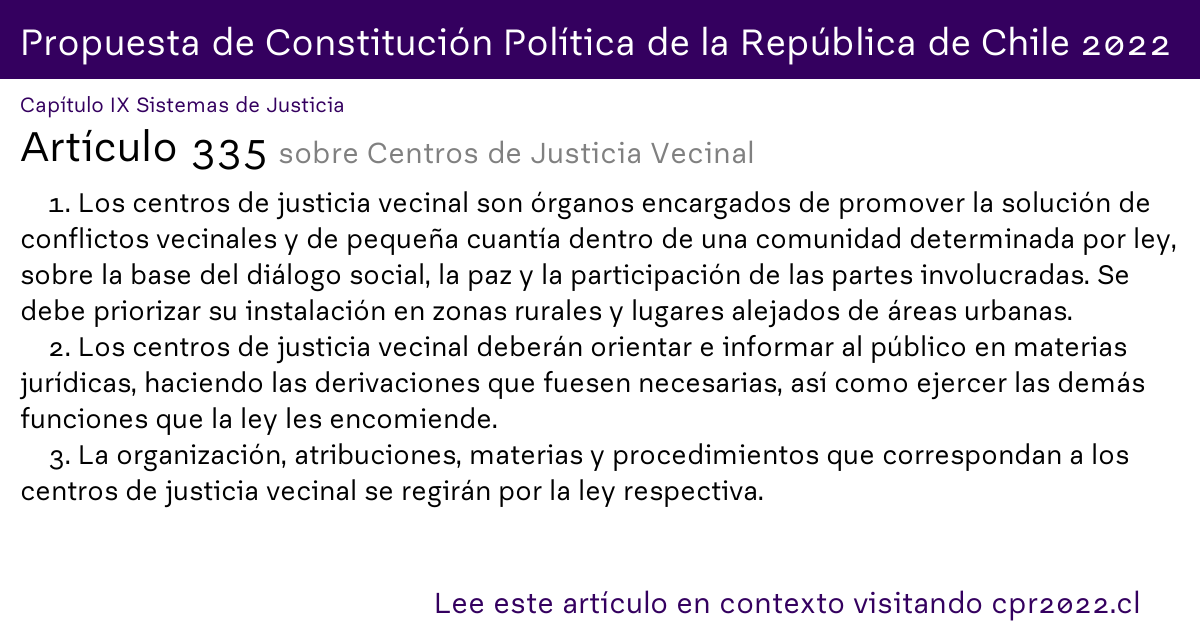 Propuesta de Constitución Política de la República de Chile 2022
Capítulo IX Sistemas de Justicia
Artículo 335 sobre Centros de Justicia Vecinal
1. Los centros de justicia vecinal son órganos encargados de promover la solución de
conflictos vecinales y de pequeña cuantía dentro de una comunidad determinada por ley,
sobre la base del diálogo social, la paz y la participación de las partes involucradas. Se
debe priorizar su instalación en zonas rurales y lugares alejados de áreas urbanas.
2. Los centros de justicia vecinal deberán orientar e informar al público en materias
jurídicas, haciendo las derivaciones que fuesen necesarias, así como ejercer las demás
funciones que la ley les encomiende.
3. La organización, atribuciones, materias y procedimientos que correspondan a los
centros de justicia vecinal se regirán por la ley respectiva.
Lee este artículo en contexto visitando cpr2022.cl